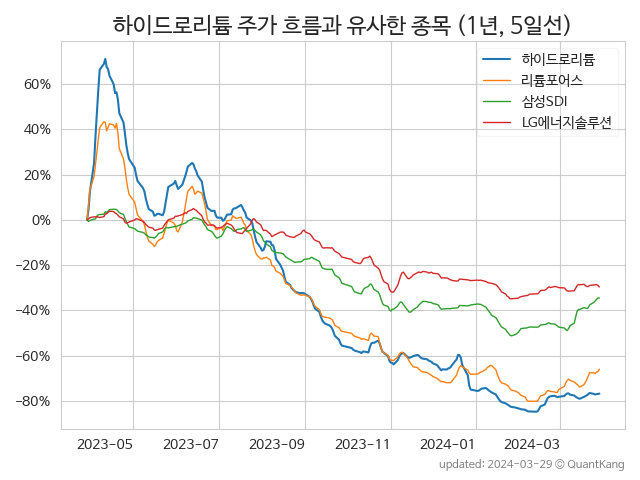 하이드로리튬 주가 흐름과 유사한 종목 (1년, 5일선)
하이드로리튬
리튬포어스
삼성SDI
LG에너지솔루션
60%
40%
20%
0%
−20%
−40%
−60%
−80%
2023-05 2023-07 2023-09 2023-11 2024-01 2024-03
updated: 2024-03-29 © QuantKang